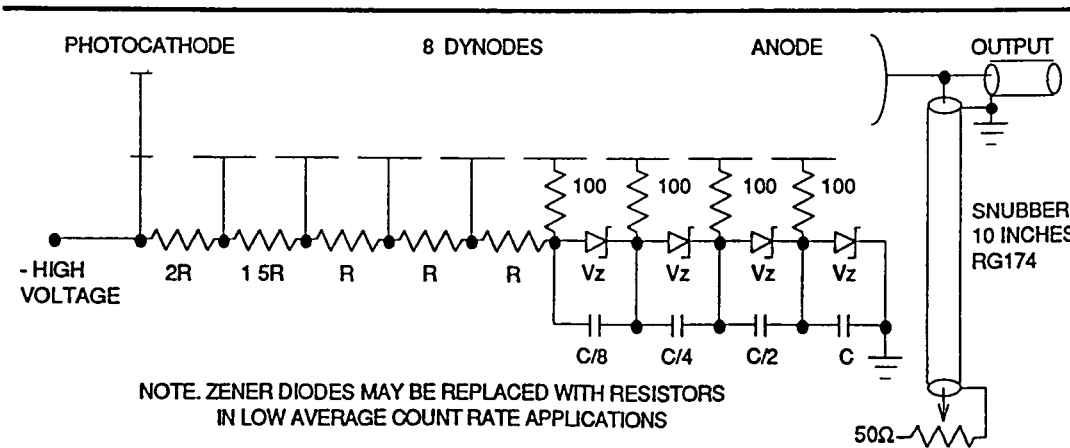 PHOTOCATHODE 8 DYNODES ANODE OUTPUT
100 100 100 100
- HIGH
VOLTAGE
2R 1 5R R R R Vz Vz Vz Vz
SNUBBER
10 INCHES
RG174
C/8 C/4 C/2 C
NOTE. ZENER DIODES MAY BE REPLACED WITH RESISTORS
IN LOW AVERAGE COUNT RATE APPLICATIONS
50Ω